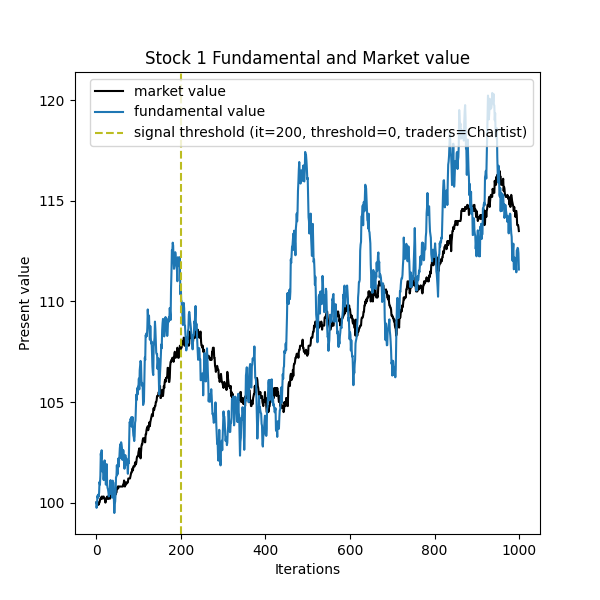 Stock 1 Fundamental and Market value
market value
fundamental value
signal threshold (it=200, threshold=0, traders=Chartist)
120
115
110
105
100
Present value
0 200 400 600 800 1000
Iterations